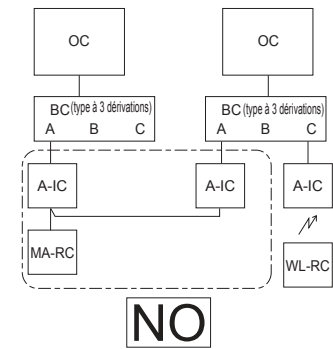 OC OC
BC (type à 3 dérivations) BC (type à 3 dérivations)
A B C A B C
A-IC A-IC A-IC
MA-RC WL-RC
NO